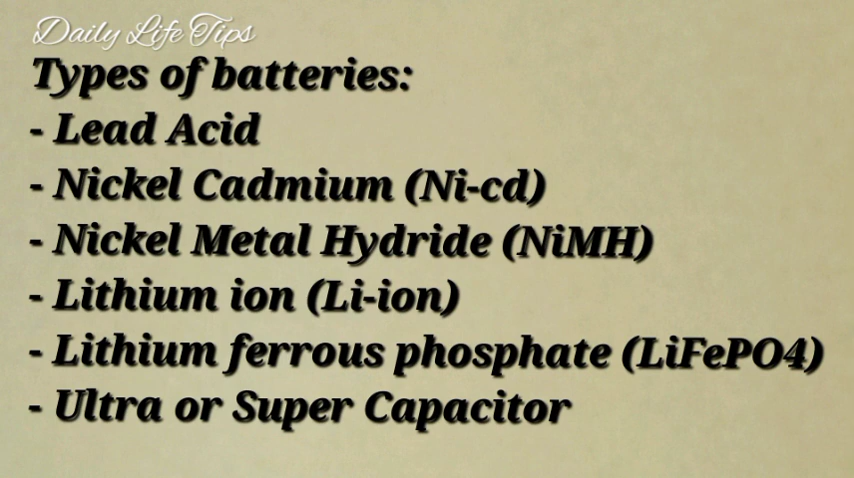 Daily Life Tips
Types of batteries:
- Lead Acid
- Nickel Cadmium (Ni-cd)
- Nickel Metal Hydride (NiMH)
- Lithium ion (Li-ion)
- Lithium ferrous phosphate (LiFePO4)
- Ultra or Super Capacitor